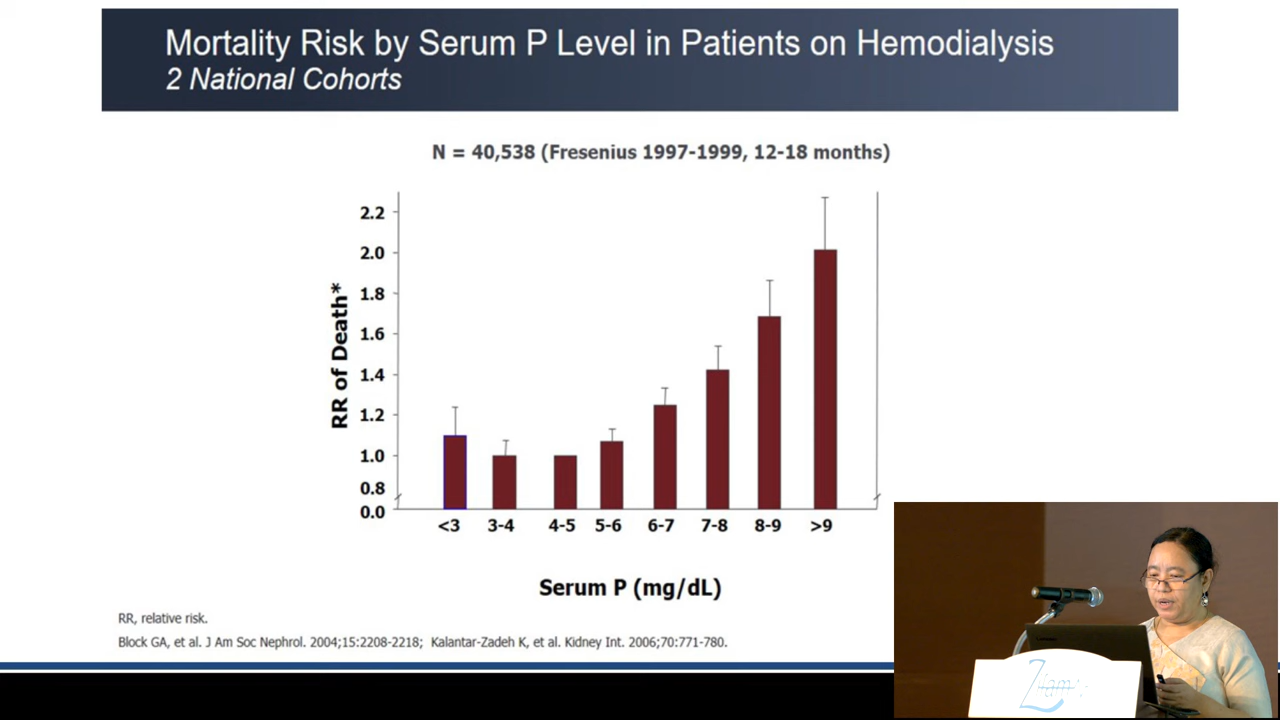 Mortality Risk by Serum P Level in Patients on Hemodialysis
2 National Cohorts
N = 40,538 (Fresenius 1997-1999, 12-18 months)
RR of Death*
2.2
2.0
1.8
1.6
1.4
1.2
1.0
0.8
0.0
<3 3-4 4-5 5-6 6-7 7-8 8-9 >9
Serum P (mg/dL)
RR, relative risk.
Block GA, et al. J Am Soc Nephrol. 2004;15:2208-2218; Kalantar-Zadeh K, et al. Kidney Int. 2006;70:771-780.